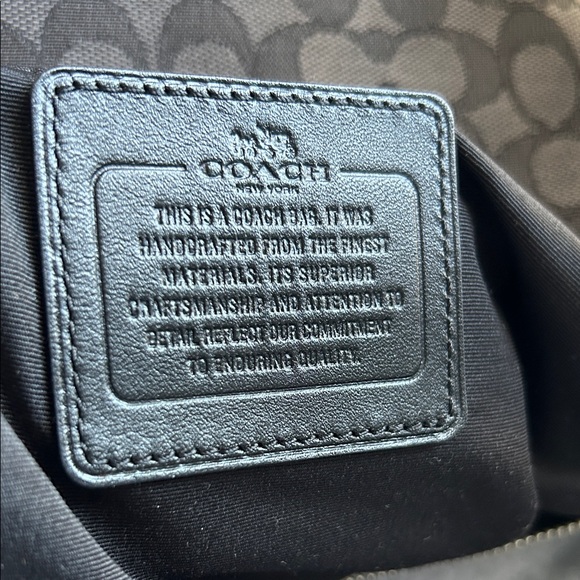 COACH
NEW YORK
THIS IS A COACH BAG. IT WAS
HANDCRAFTED FROM THE FINEST
MATERIALS. ITS SUPERIOR
CRAFTSMANSHIP AND ATTENTION TO
DETAIL REFLECT OUR COMMITMENT
TO ENDURING QUALITY.